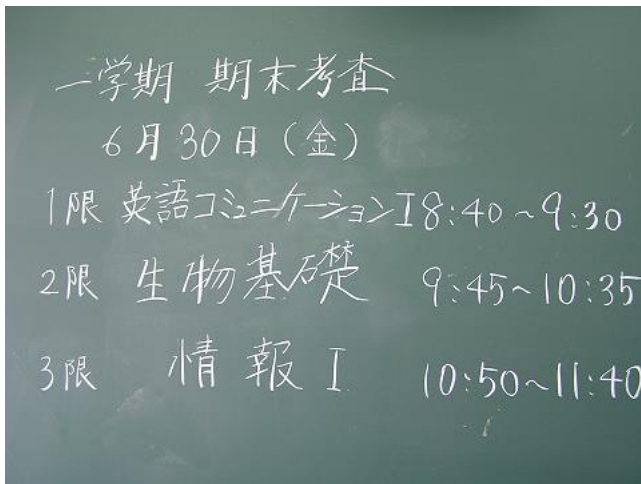 一学期 期末考査
6月30日(金)
1限 英語コミュニケーションI 8:40~9:30
2限 生物基礎 9:45~10:35
3限 情報I 10:50~11:40